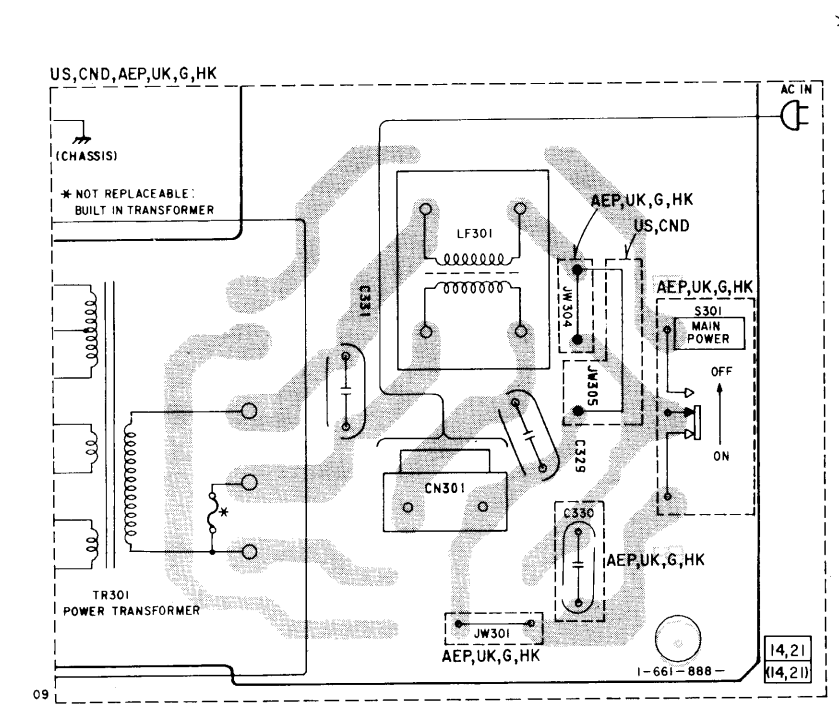 US,CND,AEP,UK,G,HK
AC IN
(CHASSIS)
* NOT REPLACEABLE:
BUILT IN TRANSFORMER
AEP,UK,G,HK
US,CND
LF301
C331
JW304
AEP,UK,G,HK
S301
MAIN
POWER
OFF
JW305
ON
C329
CN301
*
C330
AEP,UK,G,HK
TR301
POWER TRANSFORMER
JW301
AEP,UK,G,HK
1-661-888-
14,21
(14,21)
09